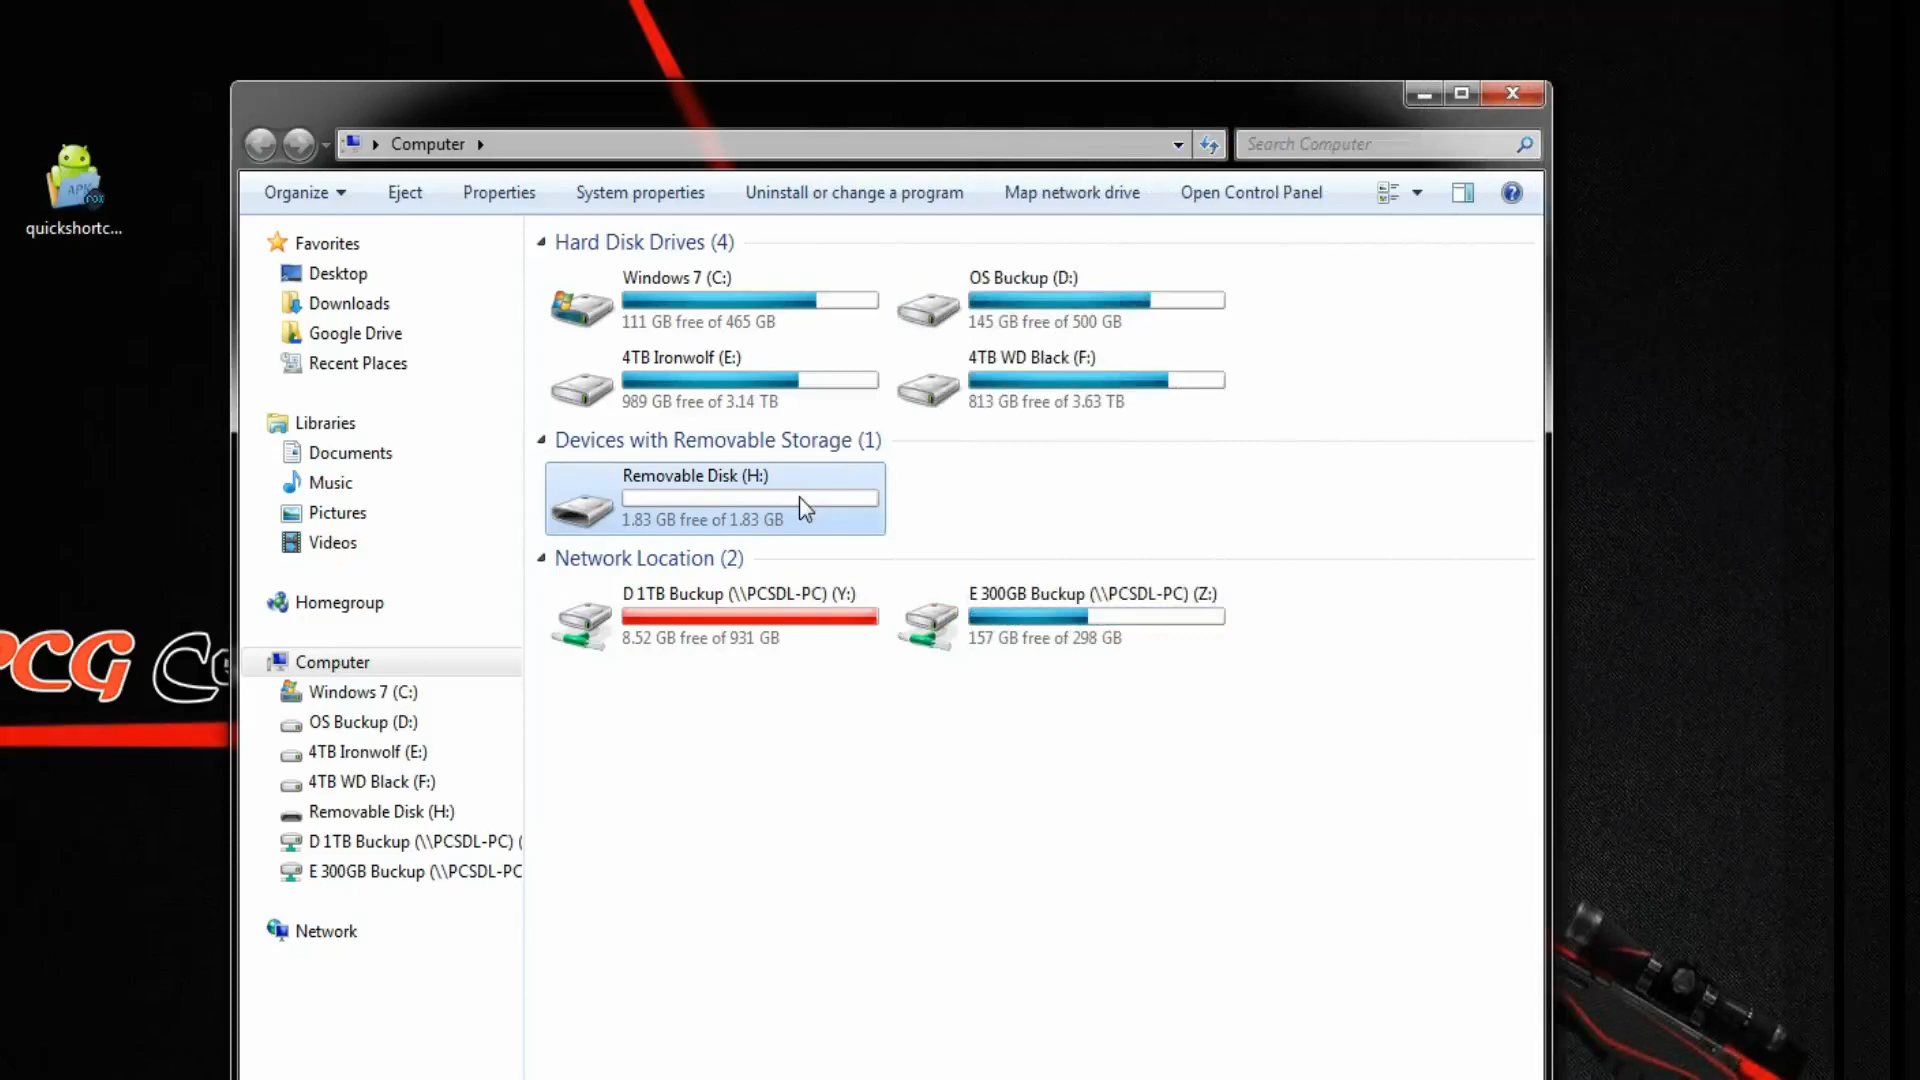 Computer
Search Computer
Organize
Eject
Properties
System properties
Uninstall or change a program
Map network drive
Open Control Panel
APK
quickshortc...
Favorites
Desktop
Downloads
Google Drive
Recent Places
Libraries
Documents
Music
Pictures
Videos
Homegroup
Computer
Windows 7 (C:)
OS Buckup (D:)
4TB Ironwolf (E:)
4TB WD Black (F:)
Removable Disk (H:)
D 1TB Buckup (\\PCSDL-PC) (
E 300GB Buckup (\\PCSDL-PC
Network
Hard Disk Drives (4)
Windows 7 (C:)
111 GB free of 465 GB
OS Buckup (D:)
145 GB free of 500 GB
4TB Ironwolf (E:)
989 GB free of 3.14 TB
4TB WD Black (F:)
813 GB free of 3.63 TB
Devices with Removable Storage (1)
Removable Disk (H:)
1.83 GB free of 1.83 GB
Network Location (2)
D 1TB Buckup (\\PCSDL-PC) (Y:)
8.52 GB free of 931 GB
E 300GB Buckup (\\PCSDL-PC) (Z:)
157 GB free of 298 GB
PCG